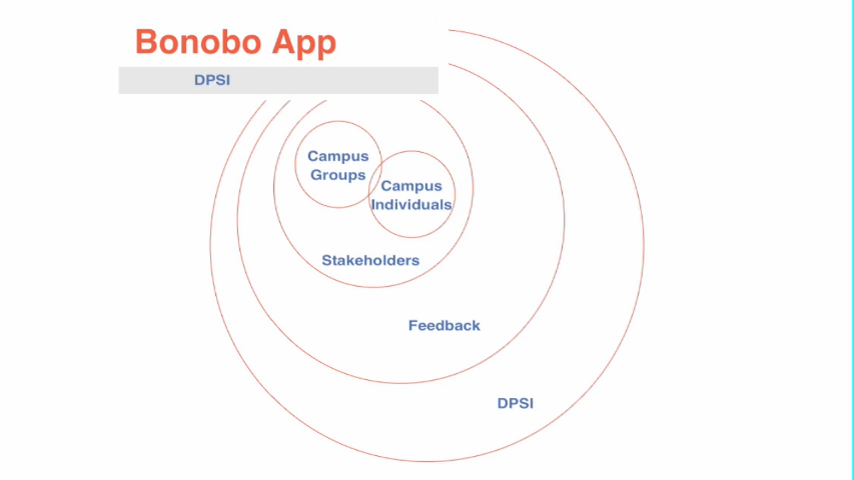 Bonobo App
DPSI
Campus
Groups
Campus
Individuals
Stakeholders
Feedback
DPSI